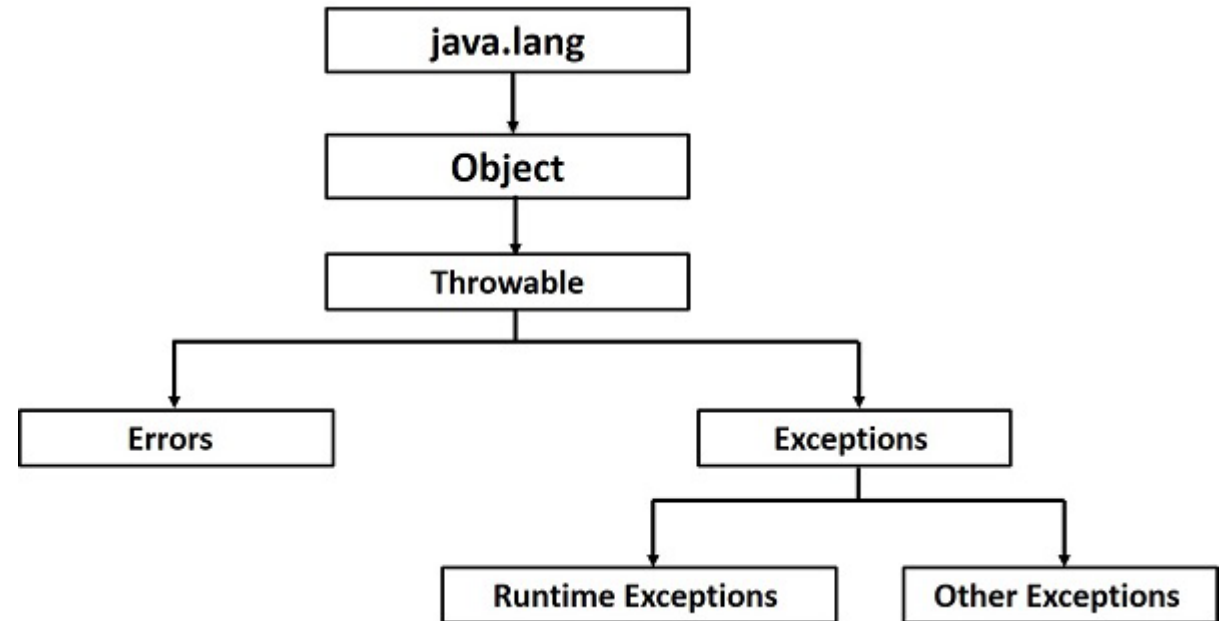 java.lang
Object
Throwable
Errors
Exceptions
Runtime Exceptions
Other Exceptions